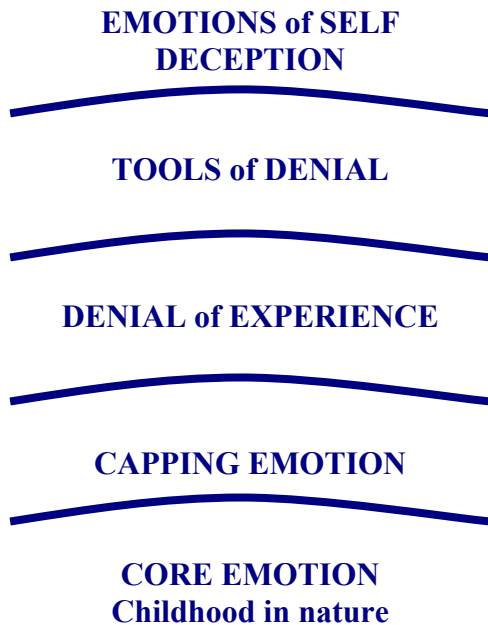 EMOTIONS of SELF
DECEPTION
TOOLS of DENIAL
DENIAL of EXPERIENCE
CAPPING EMOTION
CORE EMOTION
Childhood in nature